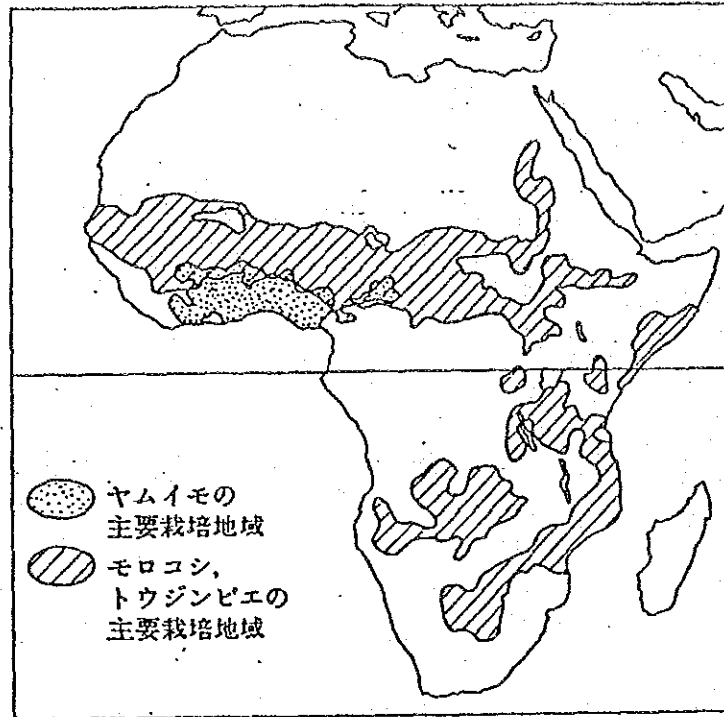 ヤムイモの
主要栽培地域
モロコシ,
トウジンビエの
主要栽培地域